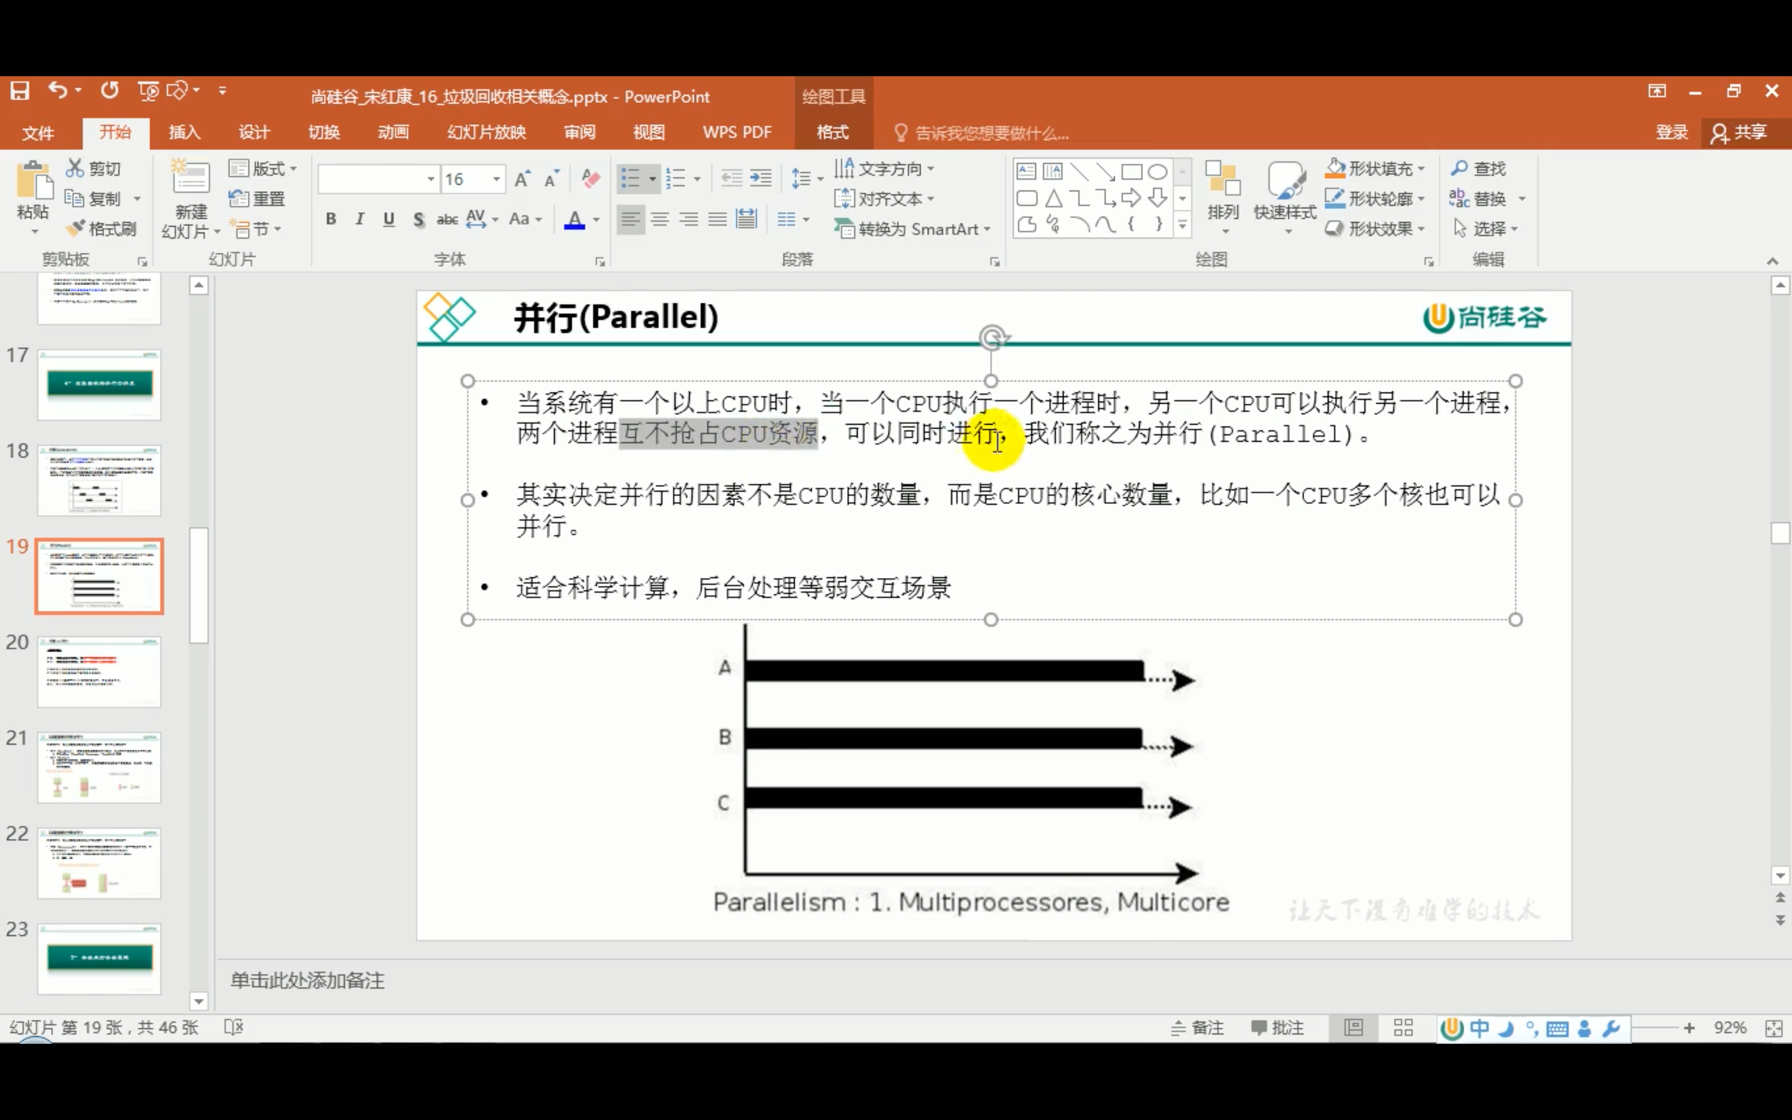 尚硅谷_宋红康_16_垃圾回收相关概念.pptx - PowerPoint
绘图工具
文件 开始 插入 设计 切换 动画 幻灯片放映 审阅 视图 WPS PDF 格式 告诉我您想要做什么... 登录 共享
粘贴
剪切
复制
格式刷
剪贴板
新建
幻灯片
版式
重置
节
幻灯片
16
B I U S abc AV Aa A
字体
文字方向
对齐文本
转换为 SmartArt
段落
排列
快速样式
形状填充
形状轮廓
形状效果
绘图
查找
替换
选择
编辑
17
18
19
20
21
22
23
并行(Parallel)
尚硅谷
• 当系统有一个以上CPU时，当一个CPU执行一个进程时，另一个CPU可以执行另一个进程，
两个进程互不抢占CPU资源，可以同时进行，我们称之为并行(Parallel)。
• 其实决定并行的因素不是CPU的数量，而是CPU的核心数量，比如一个CPU多个核也可以
并行。
• 适合科学计算，后台处理等弱交互场景
A
B
C
Parallelism : 1. Multiprocessores, Multicore
让天下没有难学的技术
单击此处添加备注
幻灯片 第 19 张，共 46 张
备注 批注 中 92%